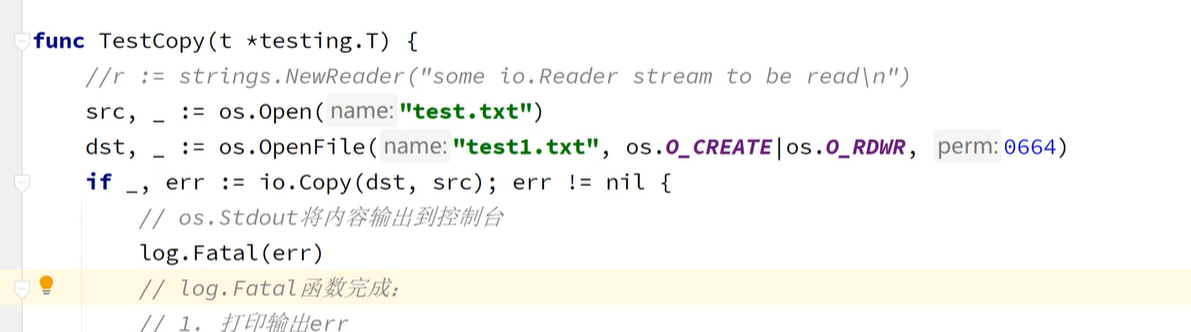 func TestCopy(t *testing.T) {
//r := strings.NewReader("some io.Reader stream to be read\n")
src, _ := os.Open( name: "test.txt")
dst, _ := os.OpenFile( name: "test1.txt", os.O_CREATE|os.O_RDWR, perm: 0664)
if _, err := io.Copy(dst, src); err != nil {
// os.Stdout将内容输出到控制台
log.Fatal(err)
// log.Fatal函数完成：
// 1. 打印输出err